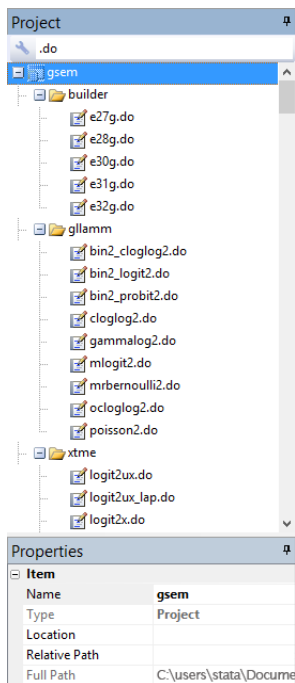 Project
.do
gsem
builder
e27g.do
e28g.do
e30g.do
e31g.do
e32g.do
gllamm
bin2_cloglog2.do
bin2_logit2.do
bin2_probit2.do
cloglog2.do
gammalog2.do
mlogit2.do
mrbernoulli2.do
ocloglog2.do
poisson2.do
xtme
logit2ux.do
logit2ux_lap.do
logit2x.do
Properties
Item
Name gsem
Type Project
Location
Relative Path
Full Path C:\users\stata\Docume